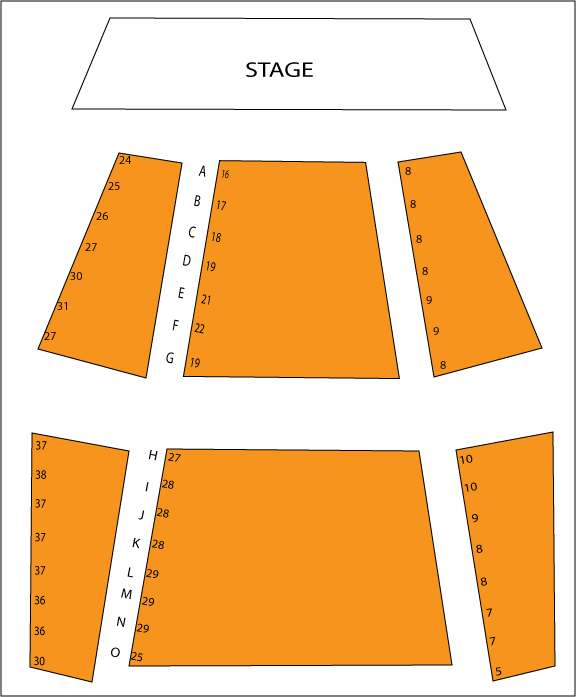 STAGE
24 A 16 8
25 B 17 8
26 C 18 8
27 D 19 8
30 E 21 9
31 F 22 9
27 G 19 8
37 H 27 10
38 I 28 10
37 J 28 9
37 K 28 8
37 L 29 8
36 M 29 7
36 N 29 7
30 O 25 5